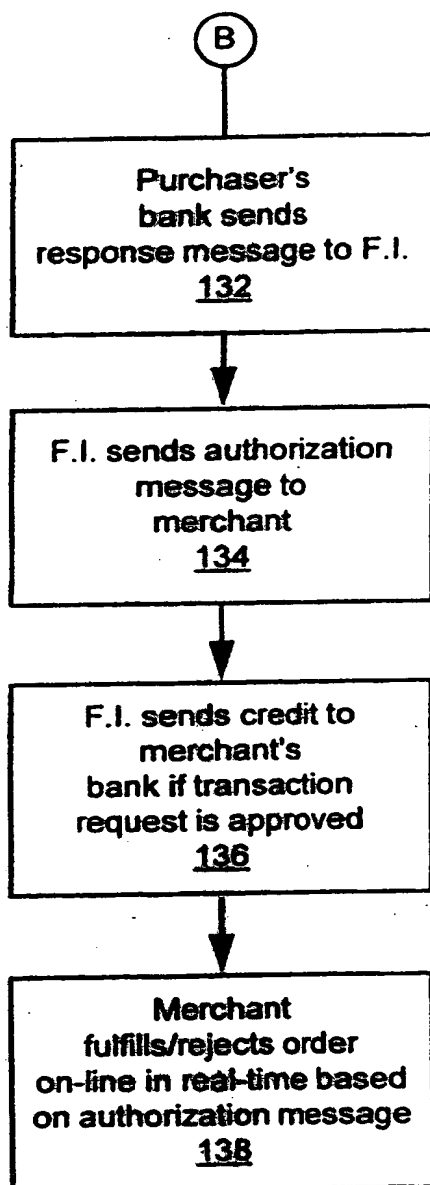 B
Purchaser's
bank sends
response message to F.I.
132
F.I. sends authorization
message to
merchant
134
F.I. sends credit to
merchant's
bank if transaction
request is approved
136
Merchant
fulfills/rejects order
on-line in real-time based
on authorization message
138